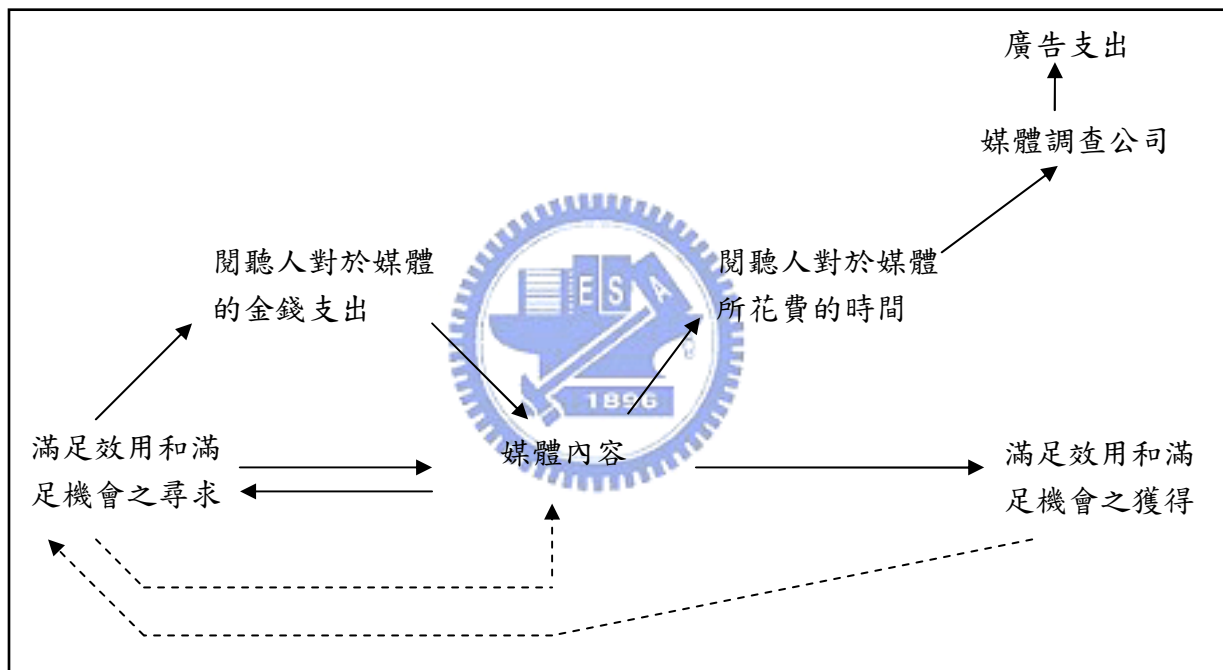 廣告支出
媒體調查公司
閱聽人對於媒體
的金錢支出
閱聽人對於媒體
所花費的時間
E S A
1896
滿足效用和滿
足機會之尋求
媒體內容
滿足效用和滿
足機會之獲得